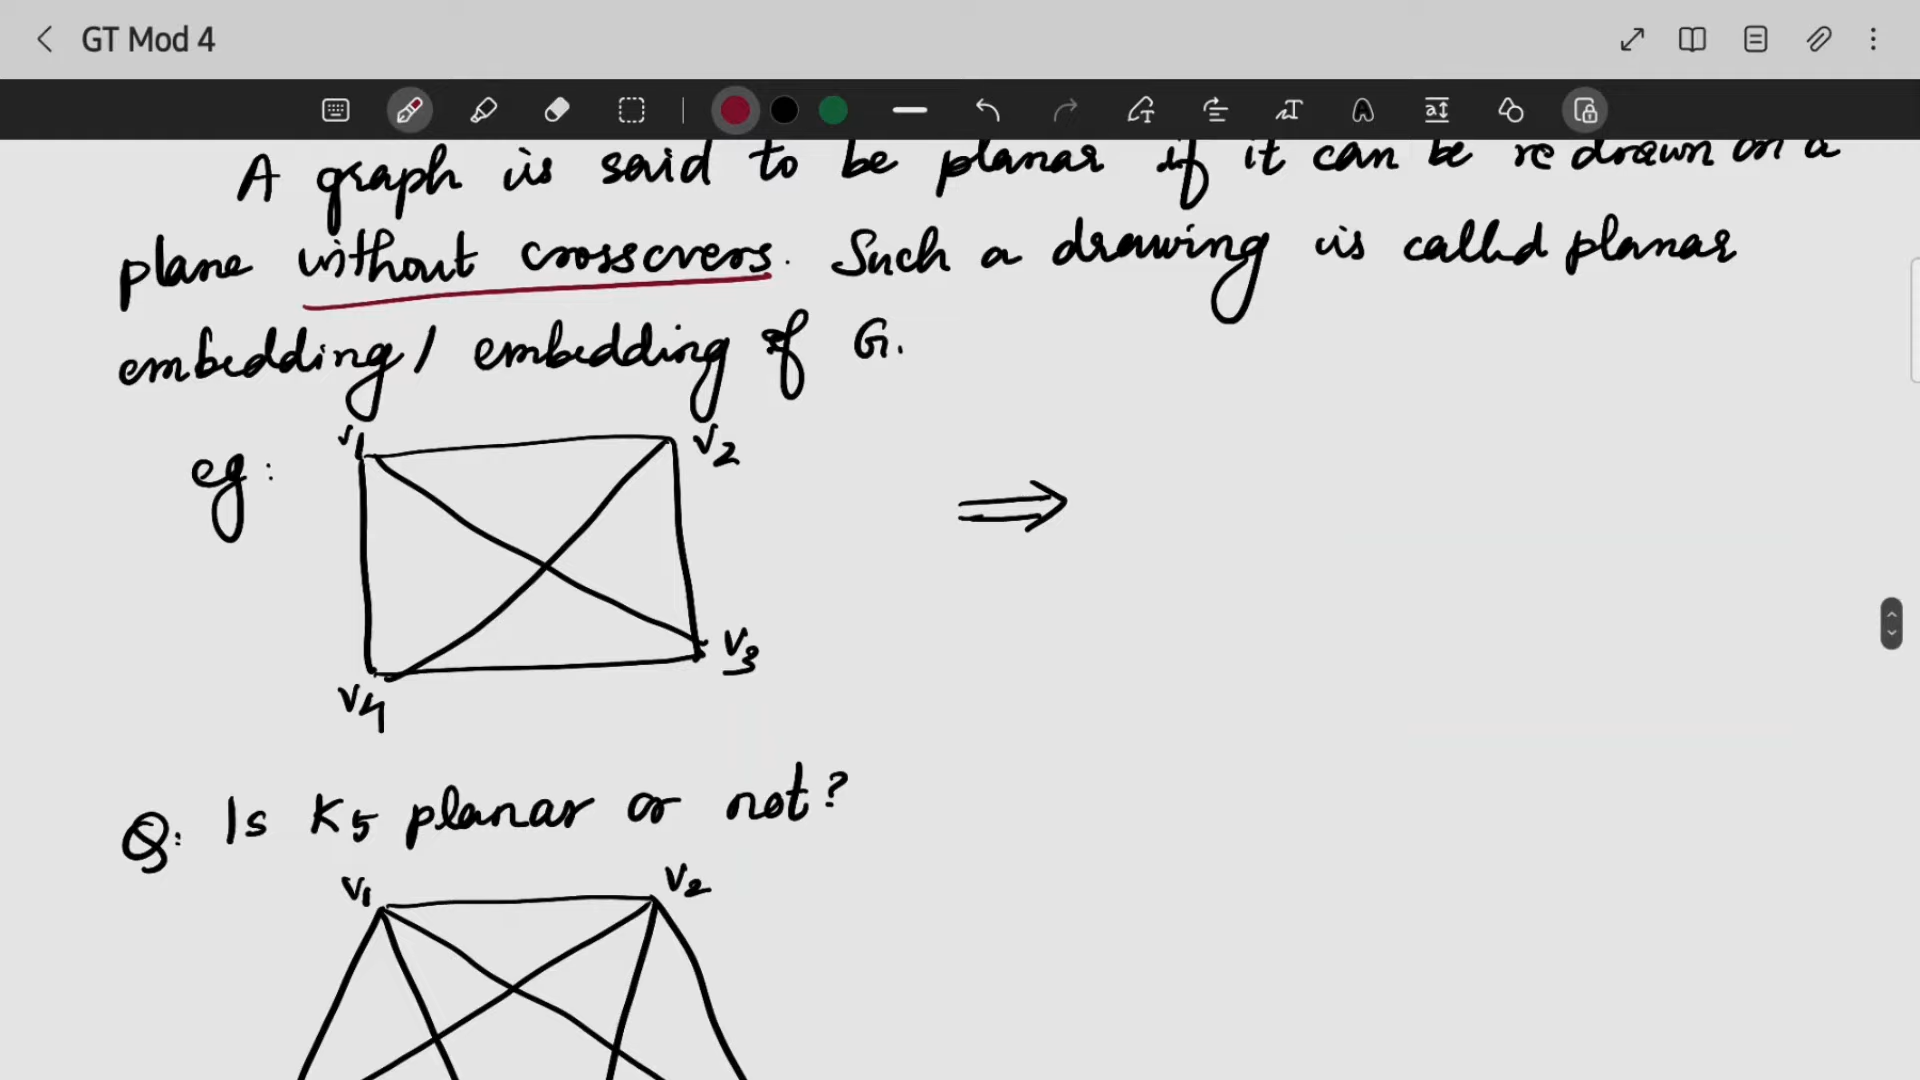 GT Mod 4
A graph is said to be planar if it can be redrawn on a
plane without crossovers. Such a drawing is called planar
embedding / embedding of G.
eg:
V1
V2
V3
V4
Q: Is K5 planar or not?
V1
V2